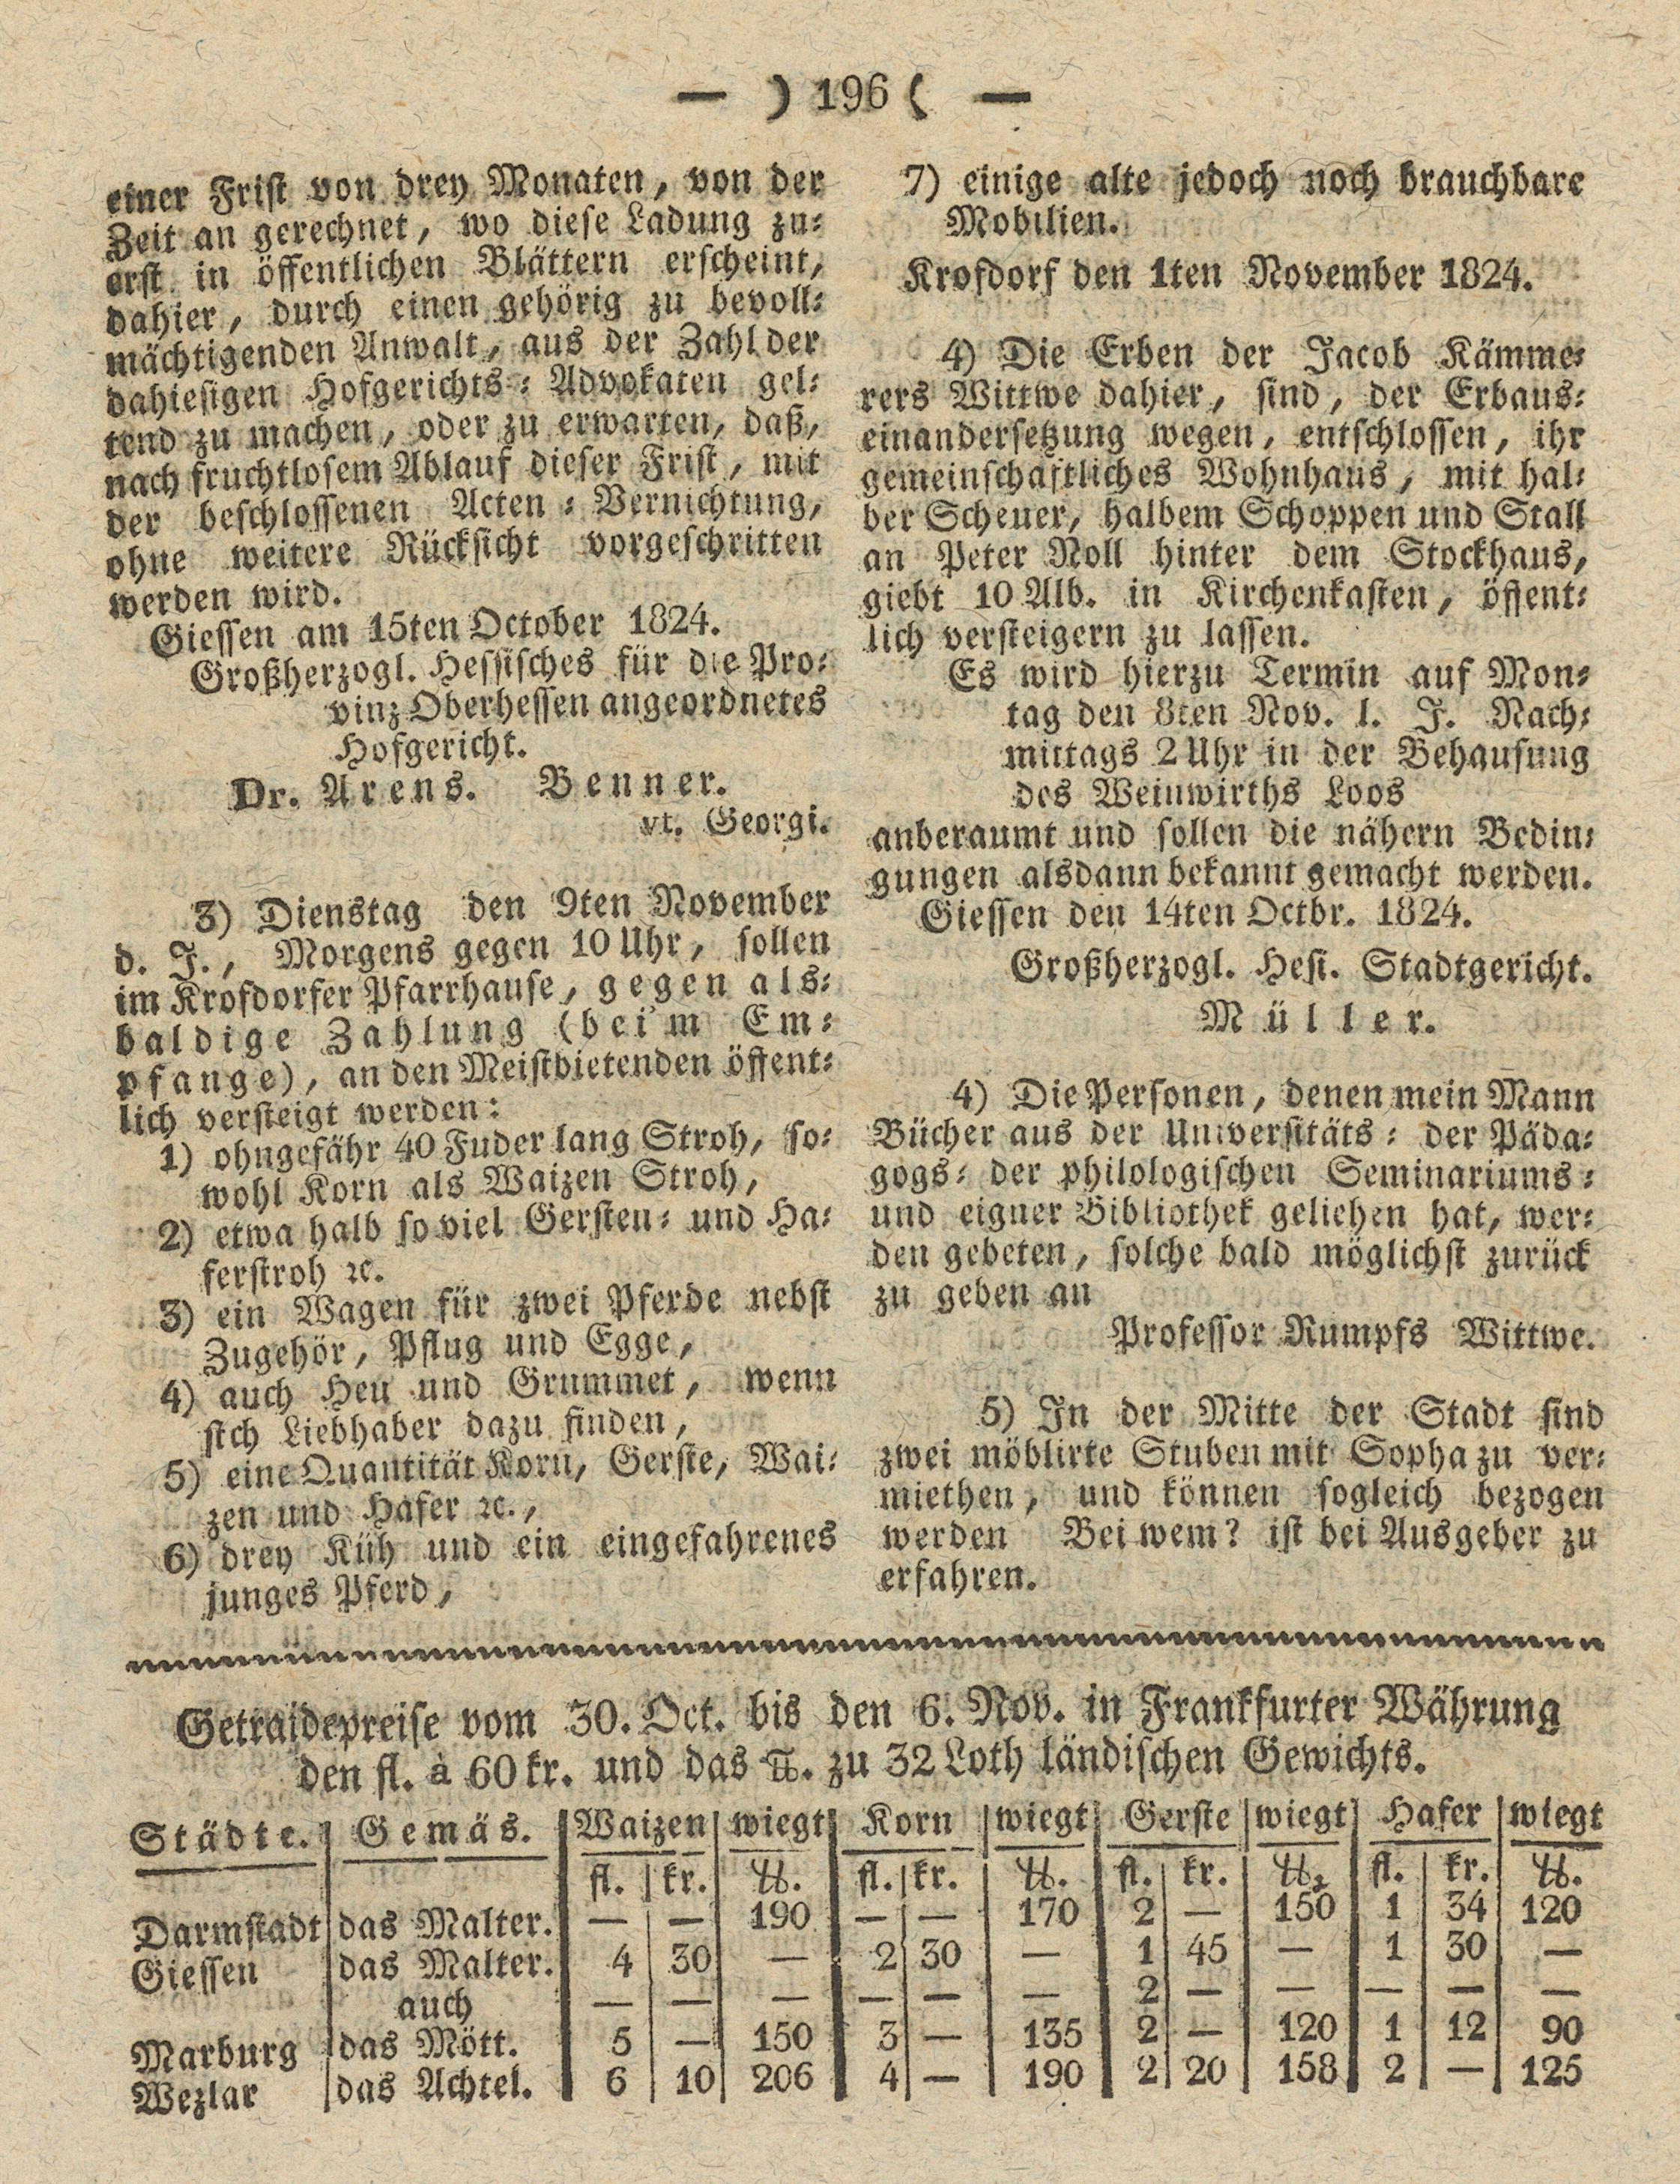 — ) 196 ( —
einer Frist von drey Monaten, von der
Zeit an gerechnet, wo diese Ladung zu-
erst in öffentlichen Blättern erscheint,
dahier, durch einen gehörig zu bevoll-
mächtigenden Anwalt, aus der Zahl der
dahiesigen Hofgerichts-Advokaten gel-
tend zu machen, oder zu erwarten, daß,
nach fruchtlosem Ablauf dieser Frist, mit
der beschlossenen Acten-Vernichtung,
ohne weitere Rücksicht vorgeschritten
werden wird.
Giessen am 15ten October 1824.
Großherzogl. Hessisches für die Pro-
vinz Oberhessen angeordnetes
Hofgericht.
Dr. Arens. Benner.
vt. Georgi.
3) Dienstag den 9ten November
d. J., Morgens gegen 10 Uhr, sollen
im Krofdorfer Pfarrhause, gegen als-
baldige Zahlung (bei'm Em-
pfange), an den Meistbietenden öffent-
lich versteigt werden:
1) ohngefähr 40 Fuder lang Stroh, so-
wohl Korn als Waizen Stroh,
2) etwa halb so viel Gersten- und Ha-
ferstroh ꝛc.
3) ein Wagen für zwei Pferde nebst
Zugehör, Pflug und Egge,
4) auch Heu und Grummet, wenn
sich Liebhaber dazu finden,
5) eine Quantität Korn, Gerste, Wai-
zen und Hafer ꝛc.,
6) drey Küh und ein eingefahrenes
junges Pferd,
7) einige alte jedoch noch brauchbare
Mobilien.
Krofdorf den 1ten November 1824.
4) Die Erben der Jacob Kämme-
rers Wittwe dahier, sind, der Erbaus-
einandersetzung wegen, entschlossen, ihr
gemeinschaftliches Wohnhaus, mit hal-
ber Scheuer, halbem Schoppen und Stall
an Peter Noll hinter dem Stockhaus,
giebt 10 Alb. in Kirchenkasten, öffent-
lich versteigern zu lassen.
Es wird hierzu Termin auf Mon-
tag den 8ten Nov. l. J. Nach-
mittags 2 Uhr in der Behausung
des Weinwirths Loos
anberaumt und sollen die nähern Bedin-
gungen alsdann bekannt gemacht werden.
Giessen den 14ten Octbr. 1824.
Großherzogl. Hess. Stadtgericht.
Müller.
4) Die Personen, denen mein Mann
Bücher aus der Universitäts- der Päda-
gogs- der philologischen Seminariums-
und eigner Bibliothek geliehen hat, wer-
den gebeten, solche bald möglichst zurück
zu geben an
Professor Rumpfs Wittwe.
5) In der Mitte der Stadt sind
zwei möblirte Stuben mit Sopha zu ver-
miethen, und können sogleich bezogen
werden Bei wem? ist bei Ausgeber zu
erfahren.
Getraidepreise vom 30. Oct. bis den 6. Nov. in Frankfurter Währung
den fl. à 60 kr. und das ℔. zu 32 Loth ländischen Gewichts.
Städte. Gemäs. Waizen wiegt Korn wiegt Gerste wiegt Hafer wiegt
fl. kr. ℔. fl. kr. ℔. fl. kr. ℔. fl. kr. ℔.
Darmstadt das Malter. — — 190 — — 170 2 — 150 1 34 120
Giessen das Malter. 4 30 — 2 30 — 1 45 — 1 30 —
auch — — — — — — 2 — — — — —
Marburg das Mött. 5 — 150 3 — 135 2 — 120 1 12 90
Wezlar das Achtel. 6 10 206 4 — 190 2 20 158 2 — 125